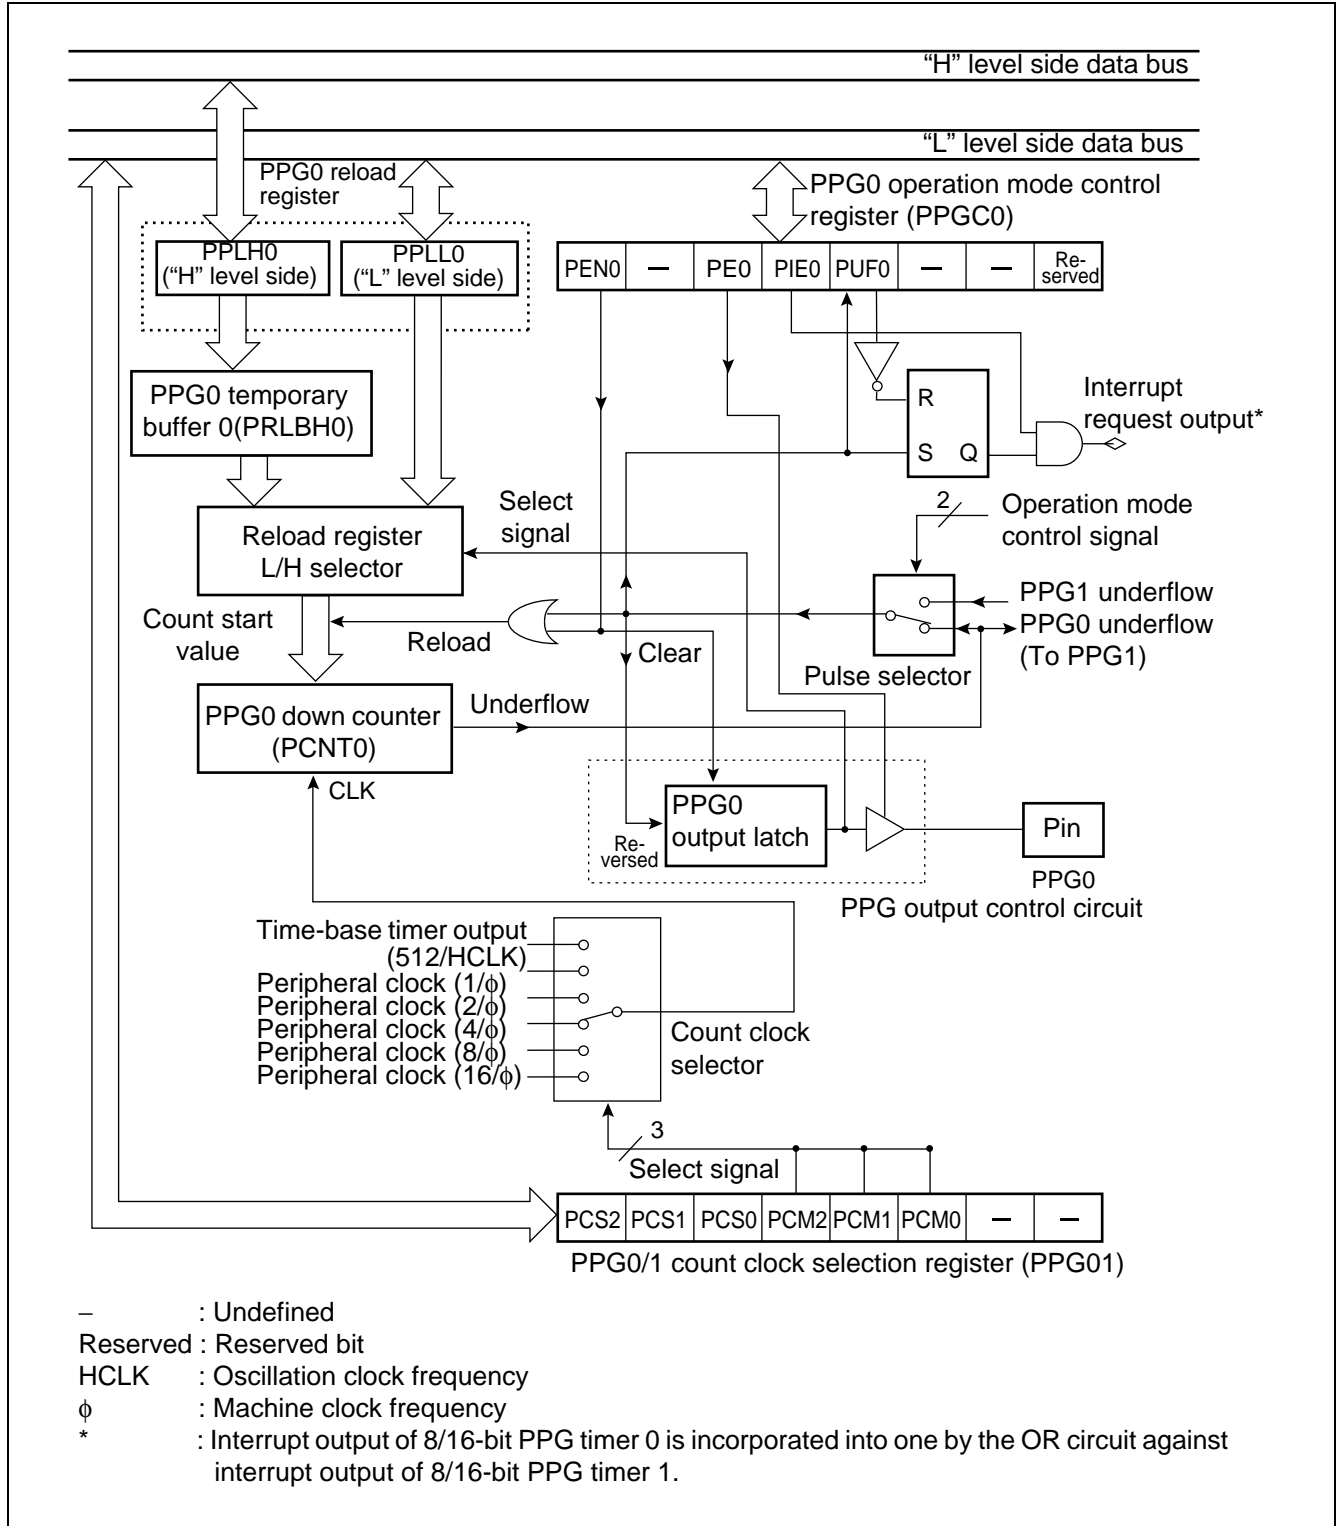 “H” level side data bus
“L” level side data bus
PPG0 reload
register
PPG0 operation mode control
register (PPGC0)
PPLH0
(“H” level side)
PPLL0
(“L” level side)
PEN0
—
PE0
PIE0
PUF0
—
—
Re-
served
PPG0 temporary
buffer 0(PRLBH0)
R
S
Q
Interrupt
request output*
Select
signal
2
Operation mode
control signal
Reload register
L/H selector
Count start
value
Reload
Clear
PPG1 underflow
PPG0 underflow
(To PPG1)
Pulse selector
PPG0 down counter
(PCNT0)
Underflow
CLK
PPG0
output latch
Re-
versed
Pin
PPG0
PPG output control circuit
Time-base timer output
(512/HCLK)
Peripheral clock (1/ϕ)
Peripheral clock (2/ϕ)
Peripheral clock (4/ϕ)
Peripheral clock (8/ϕ)
Peripheral clock (16/ϕ)
Count clock
selector
3
Select signal
PCS2
PCS1
PCS0
PCM2
PCM1
PCM0
—
—
PPG0/1 count clock selection register (PPG01)
– : Undefined
Reserved : Reserved bit
HCLK : Oscillation clock frequency
ϕ : Machine clock frequency
* : Interrupt output of 8/16-bit PPG timer 0 is incorporated into one by the OR circuit against
interrupt output of 8/16-bit PPG timer 1.